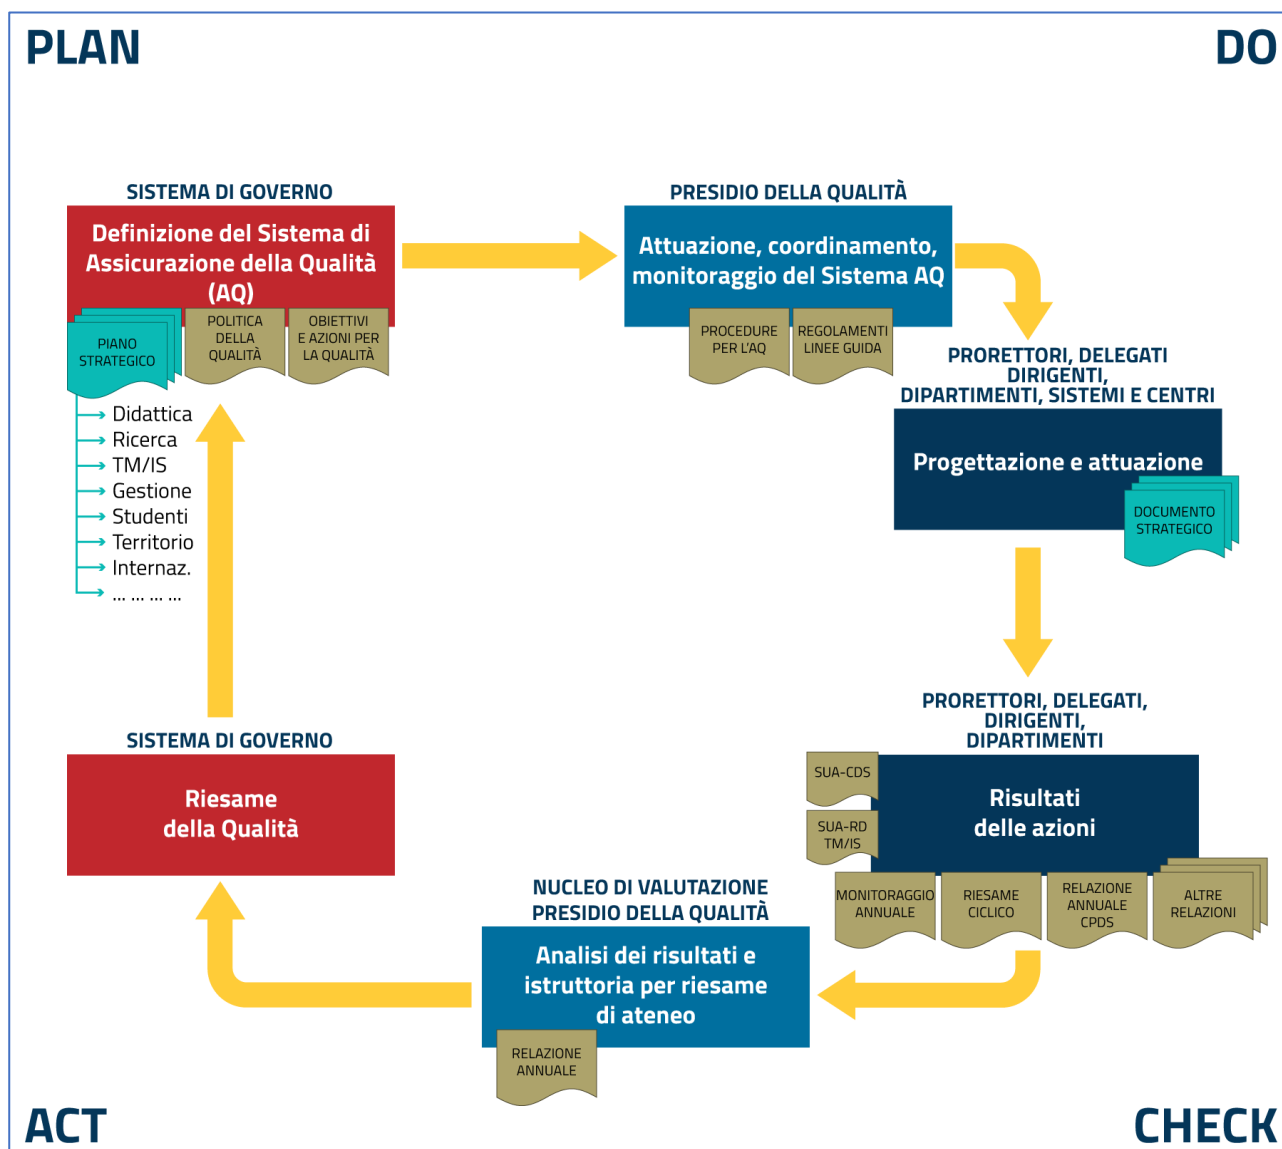 PLAN
DO
SISTEMA DI GOVERNO
Definizione del Sistema di
Assicurazione della Qualità
(AQ)
PIANO
STRATEGICO
POLITICA
DELLA
QUALITÀ
OBIETTIVI
E AZIONI PER
LA QUALITÀ
Didattica
Ricerca
TM/IS
Gestione
Studenti
Territorio
Internaz.
... ... ... ...
PRESIDIO DELLA QUALITÀ
Attuazione, coordinamento,
monitoraggio del Sistema AQ
PROCEDURE
PER L'AQ
REGOLAMENTI
LINEE GUIDA
PRORETTORI, DELEGATI
DIRIGENTI,
DIPARTIMENTI, SISTEMI E CENTRI
Progettazione e attuazione
DOCUMENTO
STRATEGICO
PRORETTORI, DELEGATI,
DIRIGENTI,
DIPARTIMENTI
Risultati
delle azioni
SUA-CDS
SUA-RD
TM/IS
MONITORAGGIO
ANNUALE
RIESAME
CICLICO
RELAZIONE
ANNUALE
CPDS
ALTRE
RELAZIONI
NUCLEO DI VALUTAZIONE
PRESIDIO DELLA QUALITÀ
Analisi dei risultati e
istruttoria per riesame
di ateneo
RELAZIONE
ANNUALE
SISTEMA DI GOVERNO
Riesame
della Qualità
ACT
CHECK